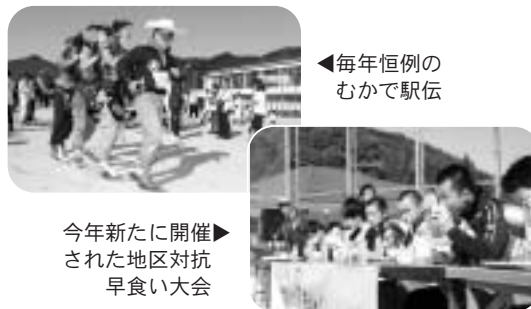 ◀毎年恒例の
むかで駅伝
今年新たに開催▶
された地区対抗
早食い大会